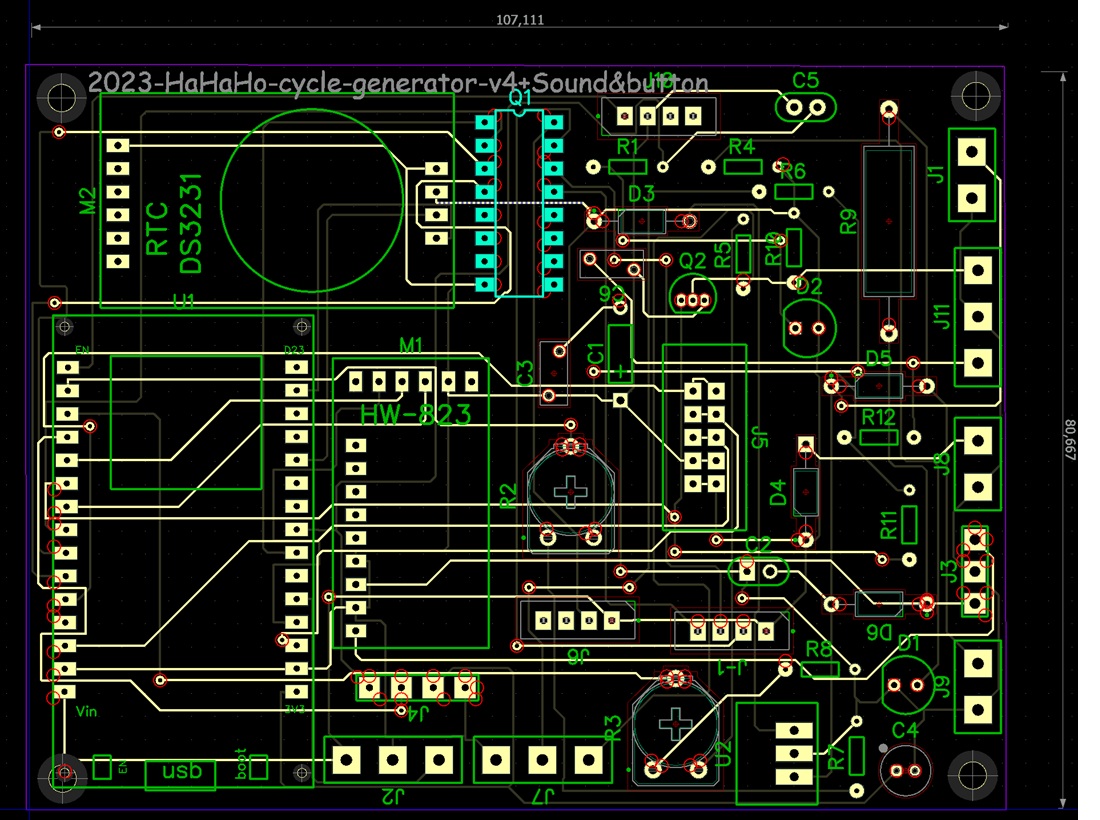 107,111
2023-HaHaHo-cycle-generator-v4+Sound&button
J10
C5
Q1
R1
R4
J1
M2
RTC
DS3231
D3
R6
R9
R5
R10
Q2
D2
U1
J11
EN
D23
M1
C3
C1
+
D5
HW-823
R12
J5
80,667
J8
R2
D4
R11
C2
J3
J6
J-1
D6
D1
R8
J9
Vin
3V3
J4
R3
U2
R7
C4
EN
usb
boot
J2
J7